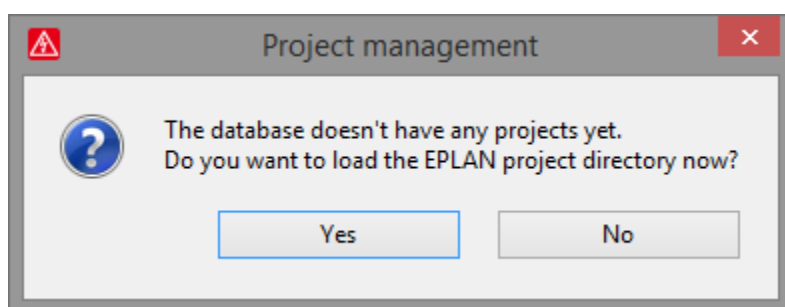 Project management
The database doesn't have any projects yet.
Do you want to load the EPLAN project directory now?
Yes
No